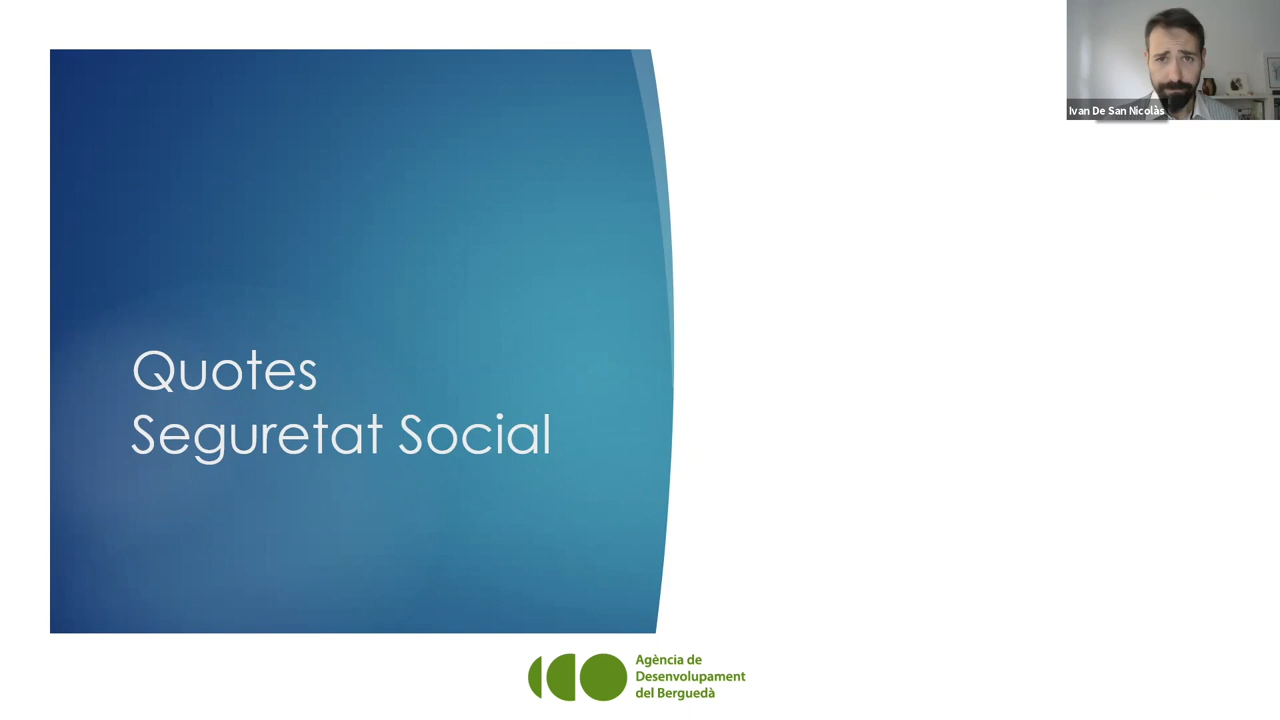 Ivan De San Nicolàs
Quotes
Seguretat Social
Agència de
Desenvolupament
del Berguedà